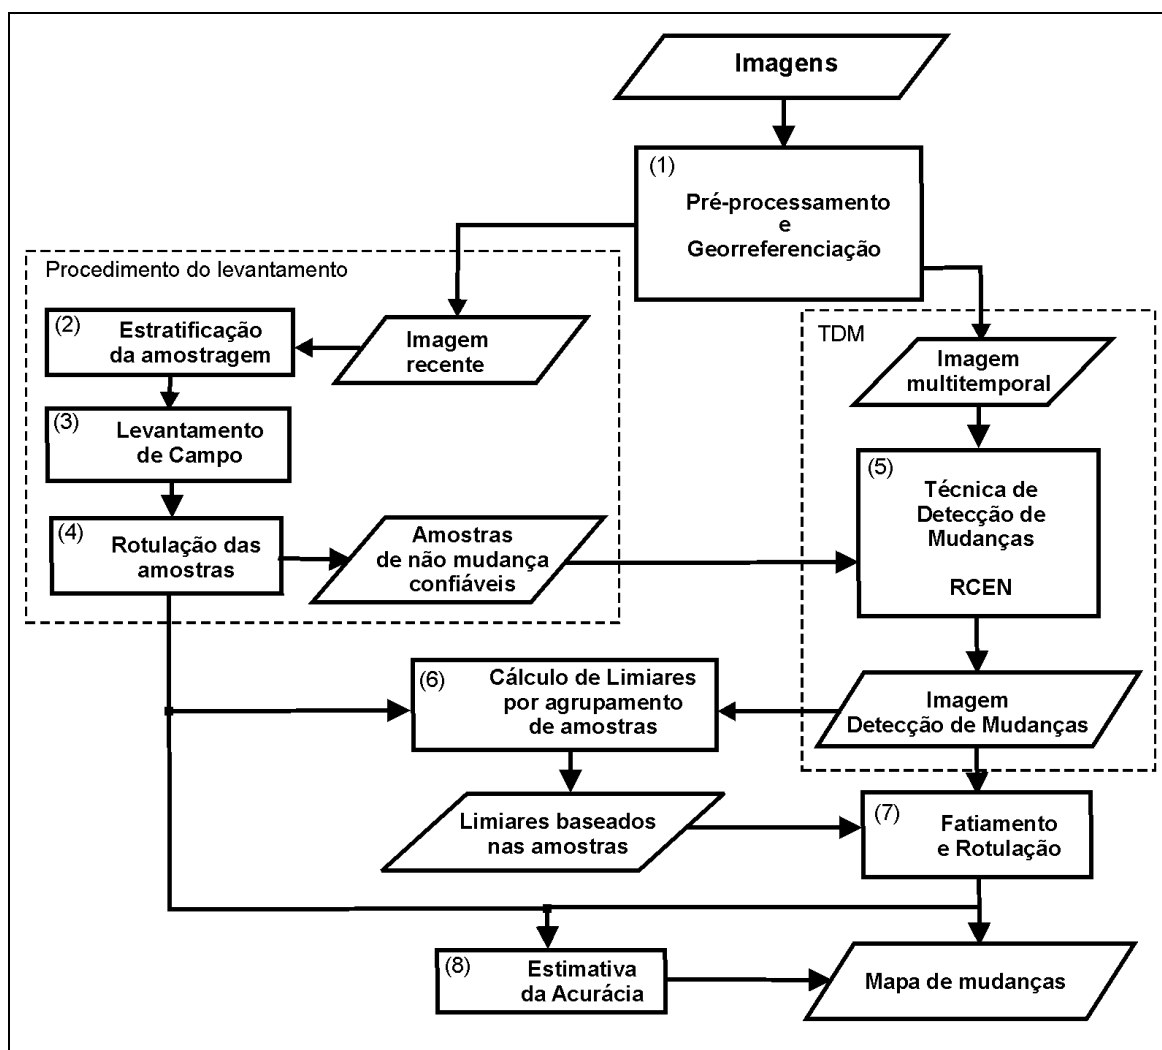 Imagens
(1)
Pré-processamento
e
Georreferenciação
Procedimento do levantamento
(2)
Estratificação
da amostragem
Imagem
recente
TDM
Imagem
multitemporal
(3)
Levantamento
de Campo
(5)
Técnica de
Detecção de
Mudanças
RCEN
(4)
Rotulação das
amostras
Amostras
de não mudança
confiáveis
(6)
Cálculo de Limiares
por agrupamento
de amostras
Imagem
Detecção de Mudanças
Limiares baseados
nas amostras
(7)
Fatiamento
e Rotulação
(8)
Estimativa
da Acurácia
Mapa de mudanças